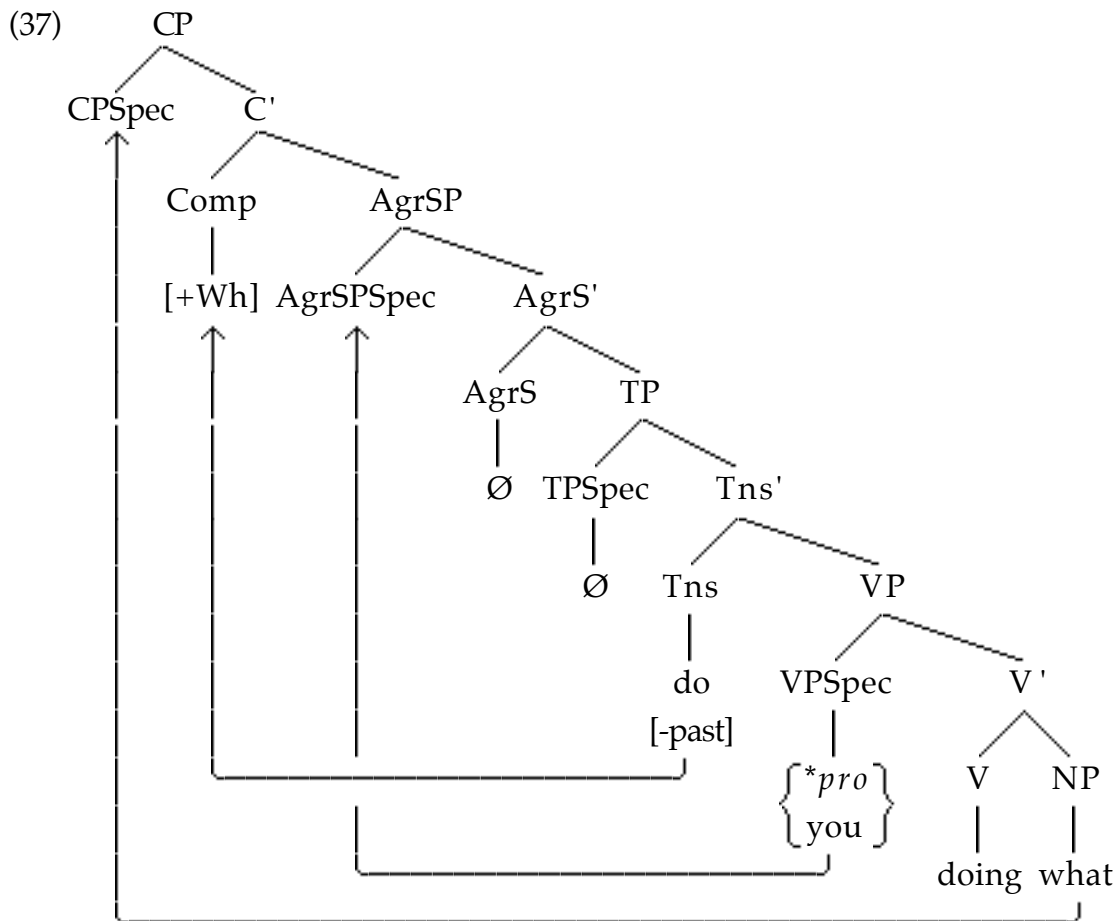 (37) CP
CPSpec C'
Comp AgrSP
[+Wh] AgrSPSpec AgrS'
AgrS TP
Ø TPSpec Tns'
Ø Tns VP
do VPSpec V'
[-past]
*pro V NP
you
doing what